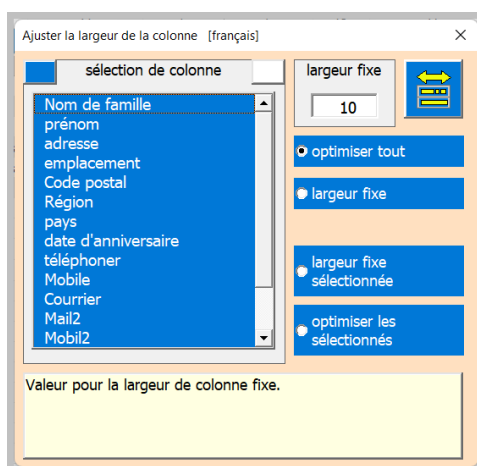 Ajuster la largeur de la colonne [français]
sélection de colonne
Nom de famille
prénom
adresse
emplacement
Code postal
Région
pays
date d'anniversaire
téléphoner
Mobile
Courrier
Mail2
Mobil2
largeur fixe
10
optimiser tout
largeur fixe
largeur fixe
sélectionnée
optimiser les
sélectionnés
Valeur pour la largeur de colonne fixe.